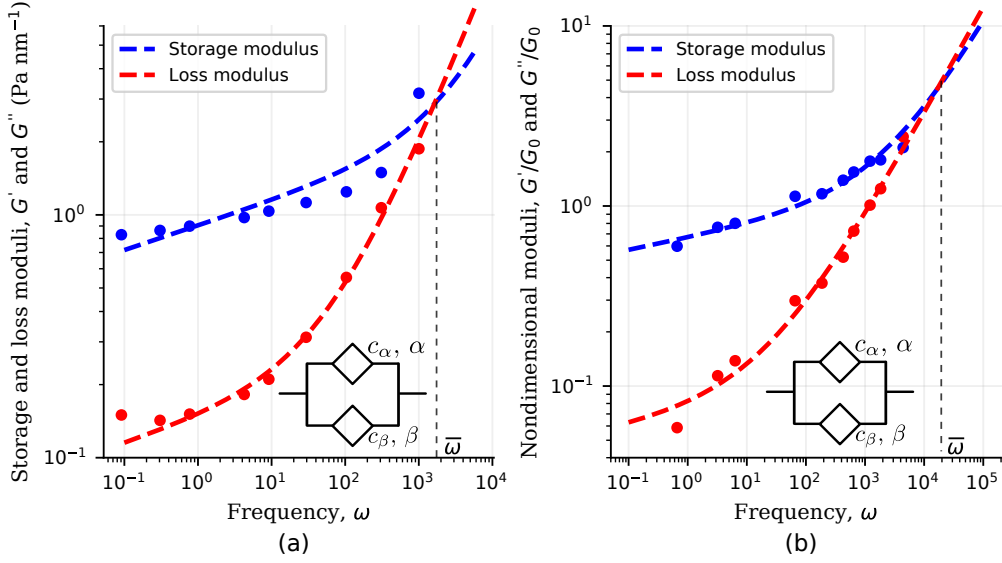 Storage and loss moduli, G' and G'' (Pa nm⁻¹)
Storage modulus
Loss modulus
10⁰
10⁻¹
c_α, α
c_β, β
ω̅
10⁻¹ 10⁰ 10¹ 10² 10³ 10⁴
Frequency, ω
(a)
Nondimensional moduli, G'/G₀ and G''/G₀
Storage modulus
Loss modulus
10¹
10⁰
10⁻¹
c_α, α
c_β, β
ω̅
10⁻¹ 10⁰ 10¹ 10² 10³ 10⁴ 10⁵
Frequency, ω
(b)